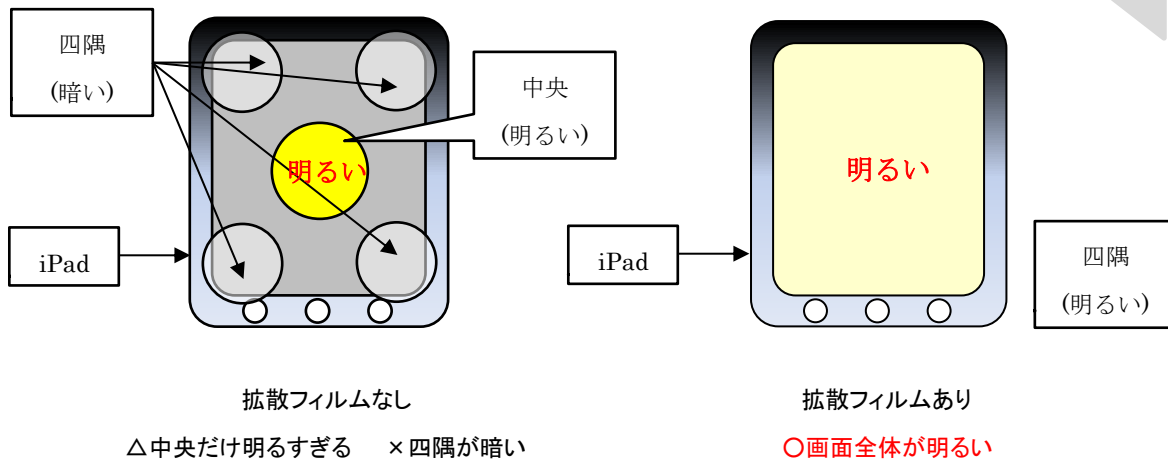 四隅
(暗い)
中央
(明るい)
明るい
iPad
明るい
iPad
四隅
(明るい)
拡散フィルムなし
△中央だけ明るすぎる ×四隅が暗い
拡散フィルムあり
○画面全体が明るい